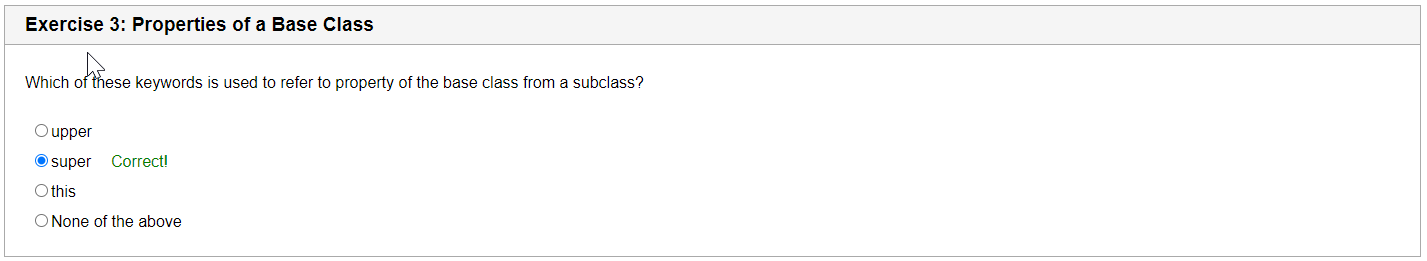 Exercise 3: Properties of a Base Class
Which of these keywords is used to refer to property of the base class from a subclass?
upper
super Correct!
this
None of the above